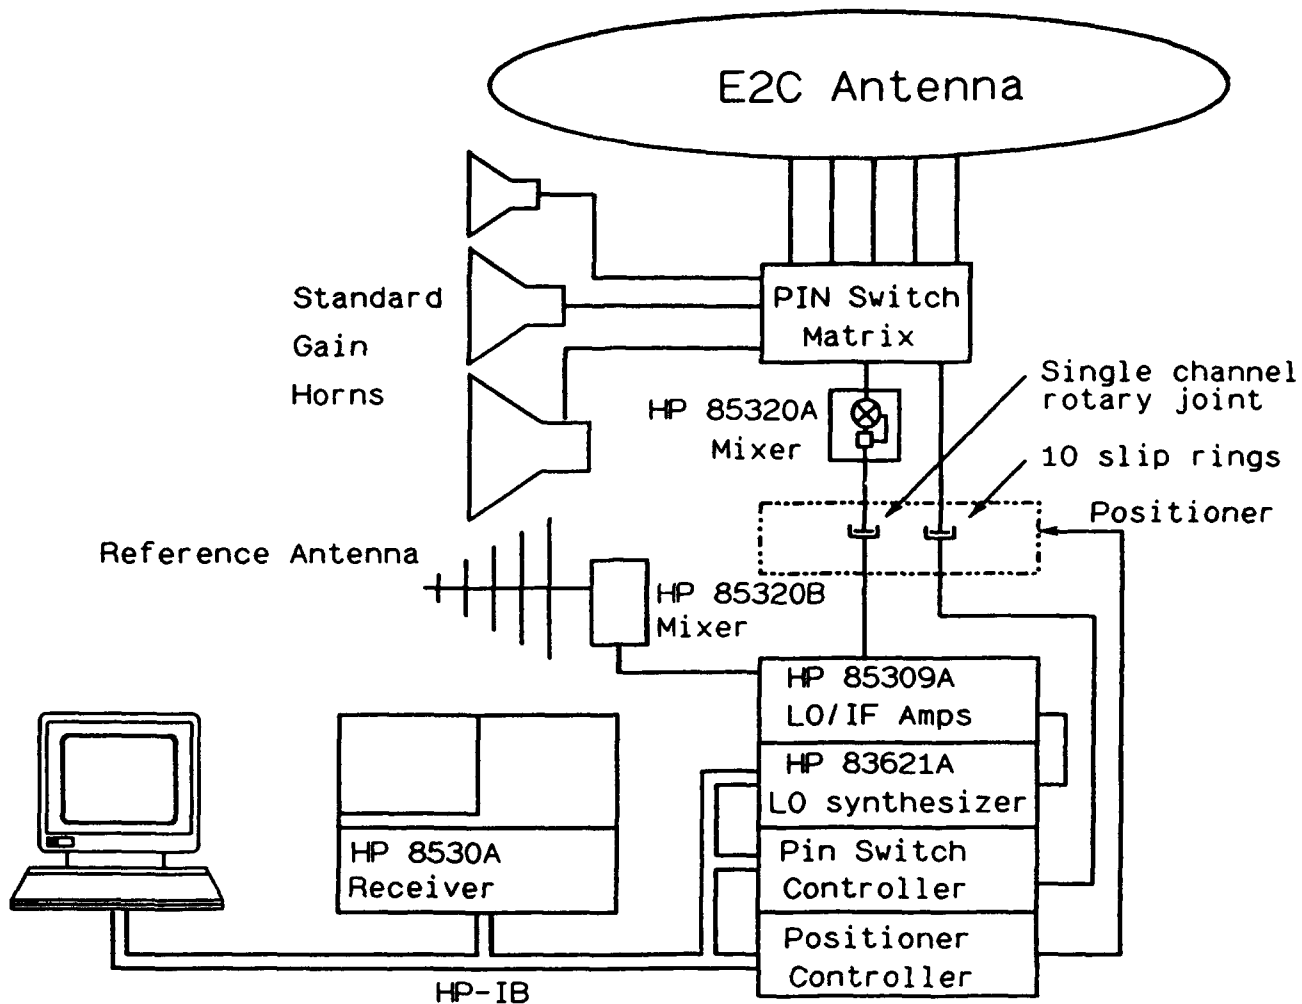 E2C Antenna
Standard
Gain
Horns
PIN Switch
Matrix
HP 85320A
Mixer
Single channel
rotary joint
10 slip rings
Positioner
Reference Antenna
HP 85320B
Mixer
HP 85309A
LO/IF Amps
HP 83621A
LO synthesizer
HP 8530A
Receiver
Pin Switch
Controller
Positioner
Controller
HP-IB